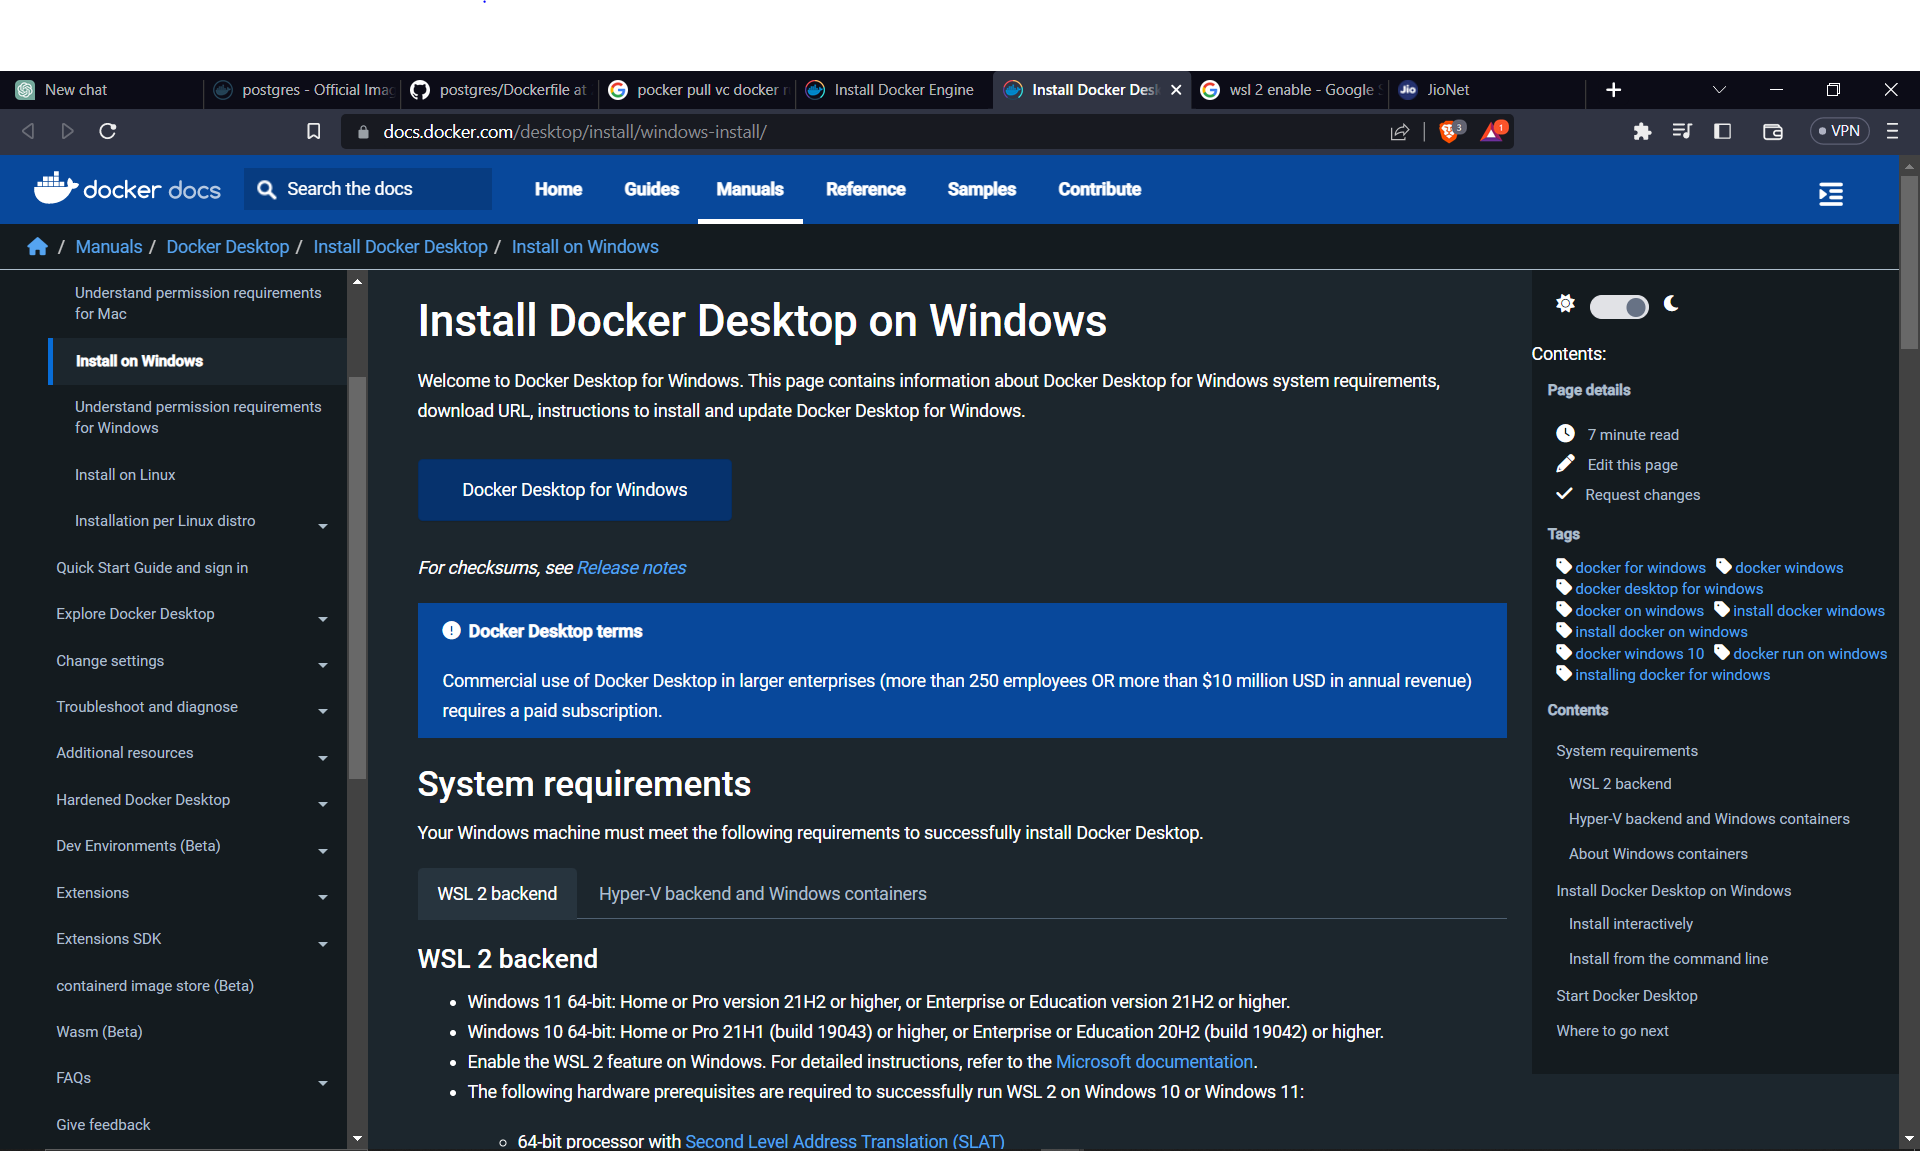 New chat
postgres - Official Imag
postgres/Dockerfile at
pocker pull vc docker r
Install Docker Engine
Install Docker Desk
wsl 2 enable - Google S
Jio JioNet
docs.docker.com/desktop/install/windows-install/
3
1
VPN
docker docs
Search the docs
Home
Guides
Manuals
Reference
Samples
Contribute
/ Manuals / Docker Desktop / Install Docker Desktop / Install on Windows
Understand permission requirements
for Mac
Install on Windows
Understand permission requirements
for Windows
Install on Linux
Installation per Linux distro
Quick Start Guide and sign in
Explore Docker Desktop
Change settings
Troubleshoot and diagnose
Additional resources
Hardened Docker Desktop
Dev Environments (Beta)
Extensions
Extensions SDK
containerd image store (Beta)
Wasm (Beta)
FAQs
Give feedback
Install Docker Desktop on Windows
Welcome to Docker Desktop for Windows. This page contains information about Docker Desktop for Windows system requirements,
download URL, instructions to install and update Docker Desktop for Windows.
Docker Desktop for Windows
For checksums, see Release notes
Docker Desktop terms
Commercial use of Docker Desktop in larger enterprises (more than 250 employees OR more than $10 million USD in annual revenue)
requires a paid subscription.
System requirements
Your Windows machine must meet the following requirements to successfully install Docker Desktop.
WSL 2 backend
Hyper-V backend and Windows containers
WSL 2 backend
• Windows 11 64-bit: Home or Pro version 21H2 or higher, or Enterprise or Education version 21H2 or higher.
• Windows 10 64-bit: Home or Pro 21H1 (build 19043) or higher, or Enterprise or Education 20H2 (build 19042) or higher.
• Enable the WSL 2 feature on Windows. For detailed instructions, refer to the Microsoft documentation.
• The following hardware prerequisites are required to successfully run WSL 2 on Windows 10 or Windows 11:
◦ 64-bit processor with Second Level Address Translation (SLAT)
Contents:
Page details
7 minute read
Edit this page
Request changes
Tags
docker for windows docker windows
docker desktop for windows
docker on windows install docker windows
install docker on windows
docker windows 10 docker run on windows
installing docker for windows
Contents
System requirements
WSL 2 backend
Hyper-V backend and Windows containers
About Windows containers
Install Docker Desktop on Windows
Install interactively
Install from the command line
Start Docker Desktop
Where to go next